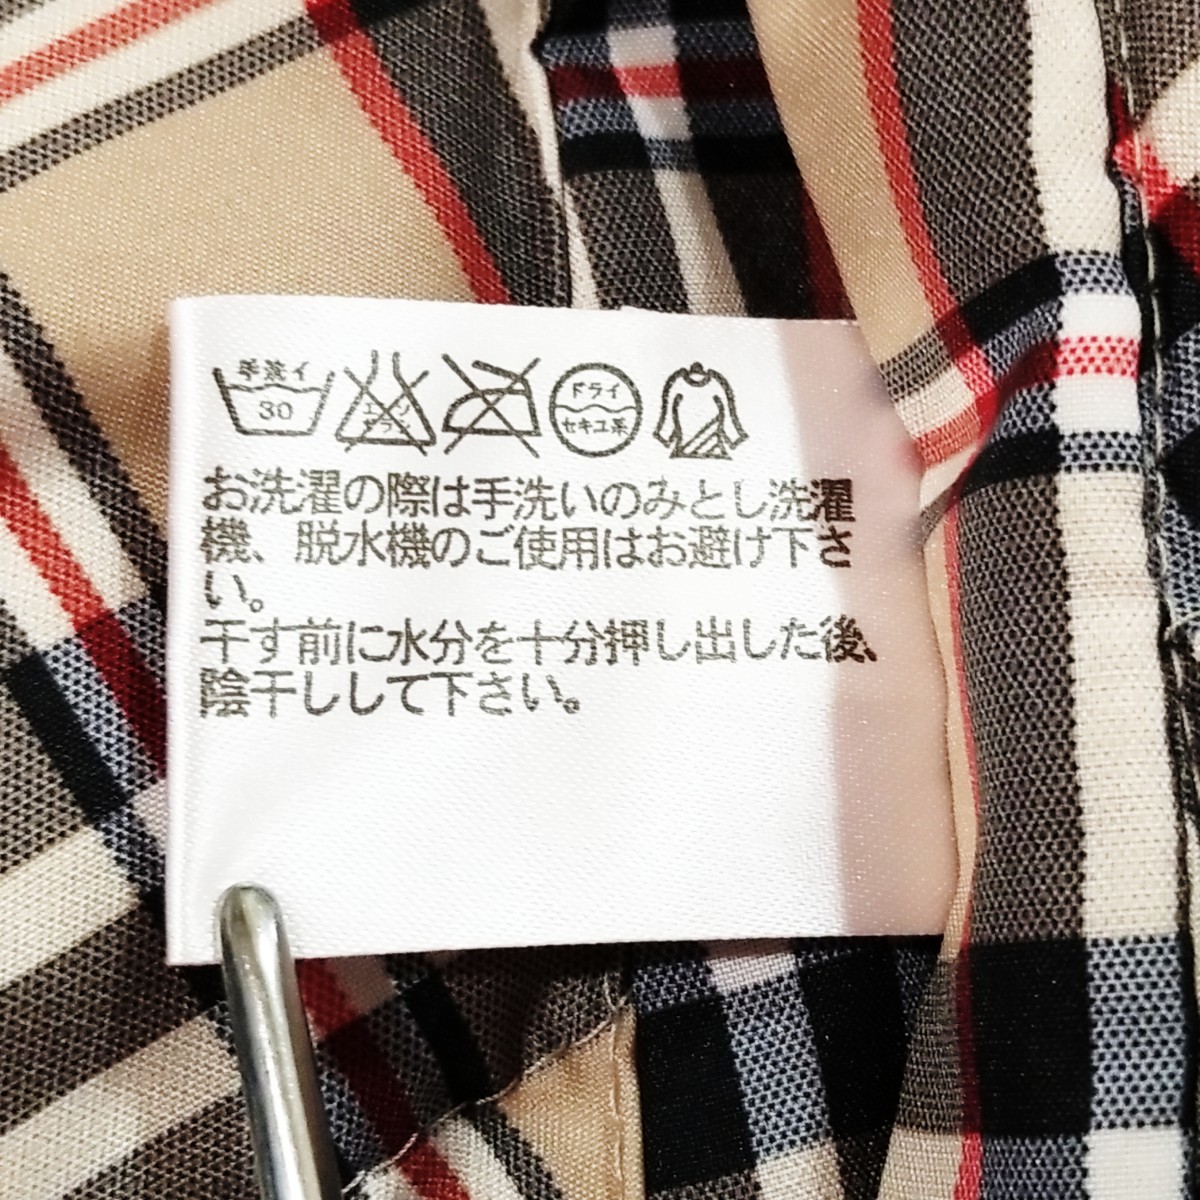 手洗イ
30
エンソ
サラシ
ドライ
セキユ系
お洗濯の際は手洗いのみとし洗濯
機、脱水機のご使用はお避け下さ
い。
干す前に水分を十分押し出した後、
陰干しして下さい。